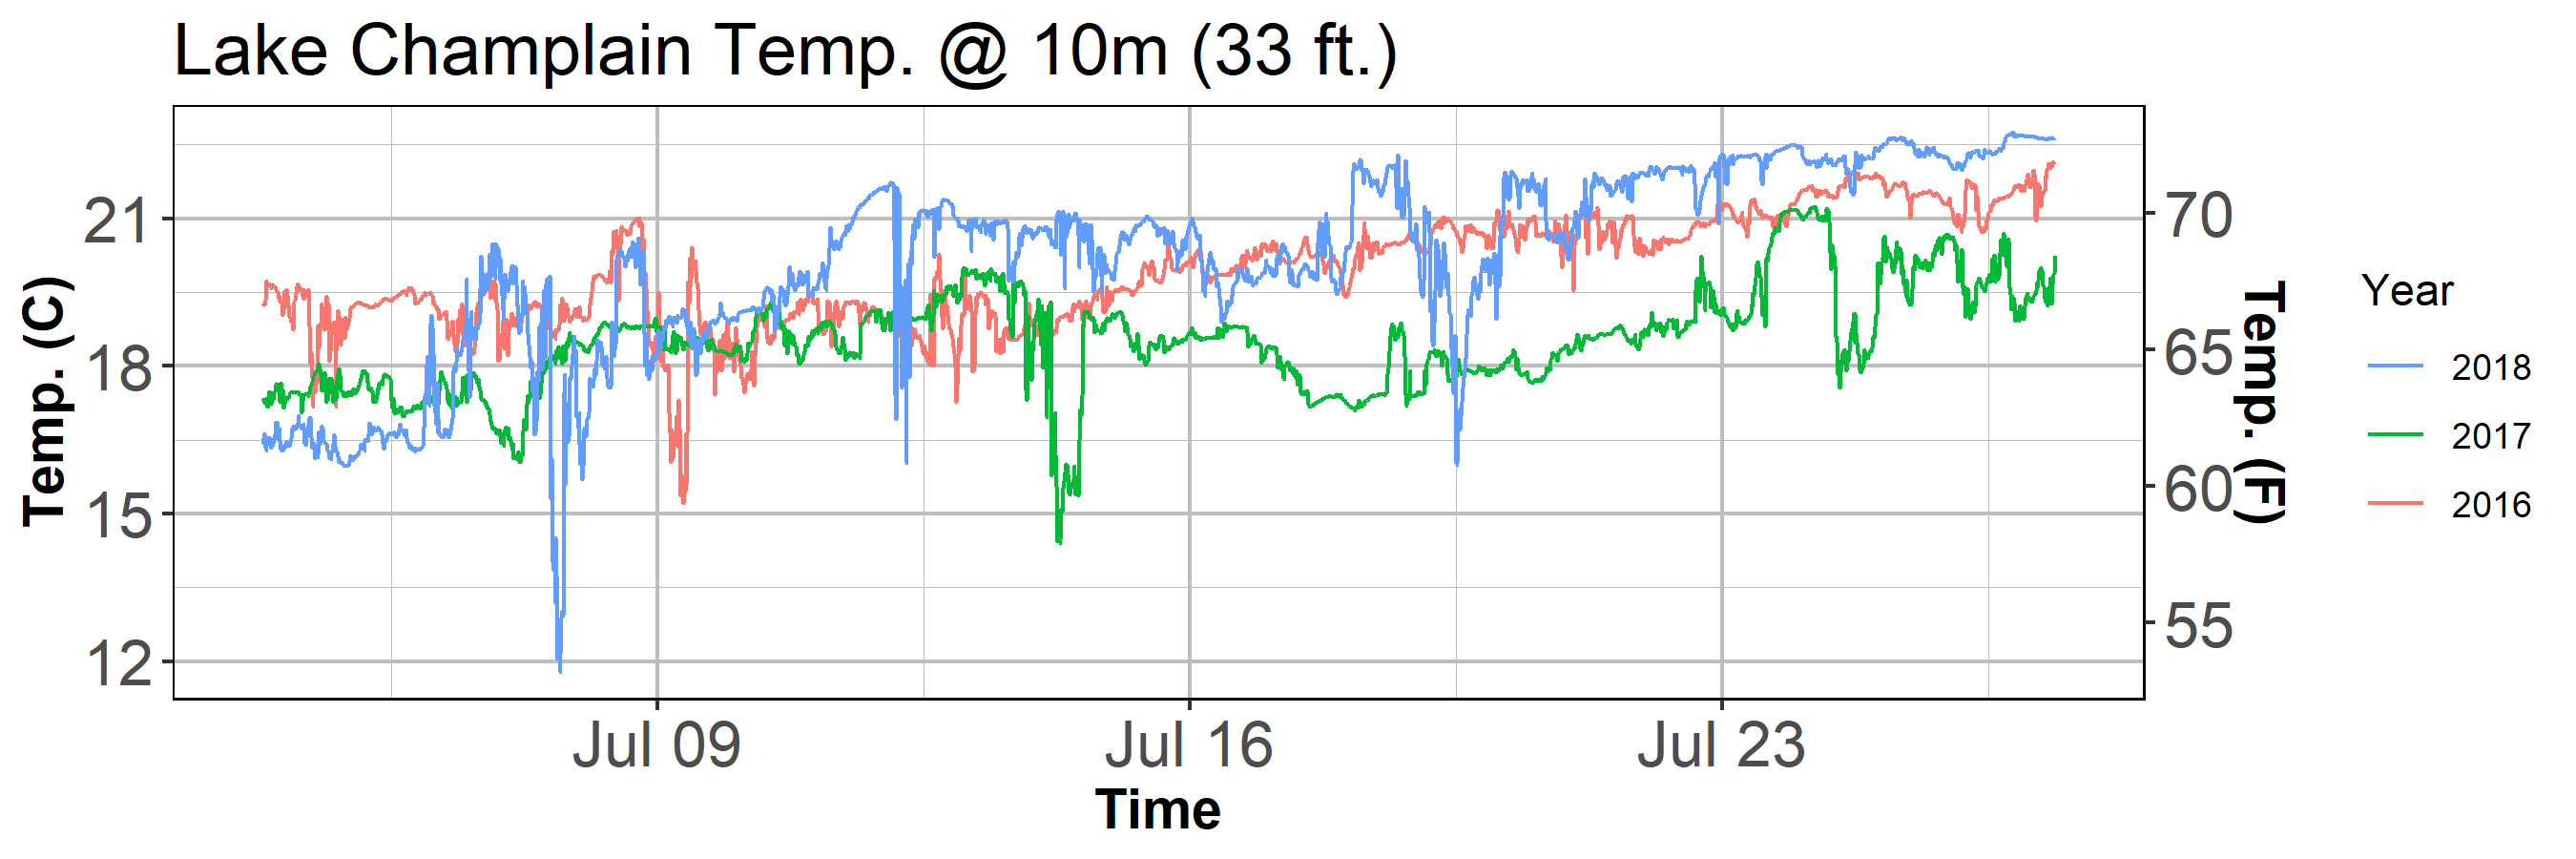 Lake Champlain Temp. @ 10m (33 ft.)
Temp. (C)
21
18
15
12
70
65
60
55
Temp. (F)
Jul 09
Jul 16
Jul 23
Time
Year
2018
2017
2016